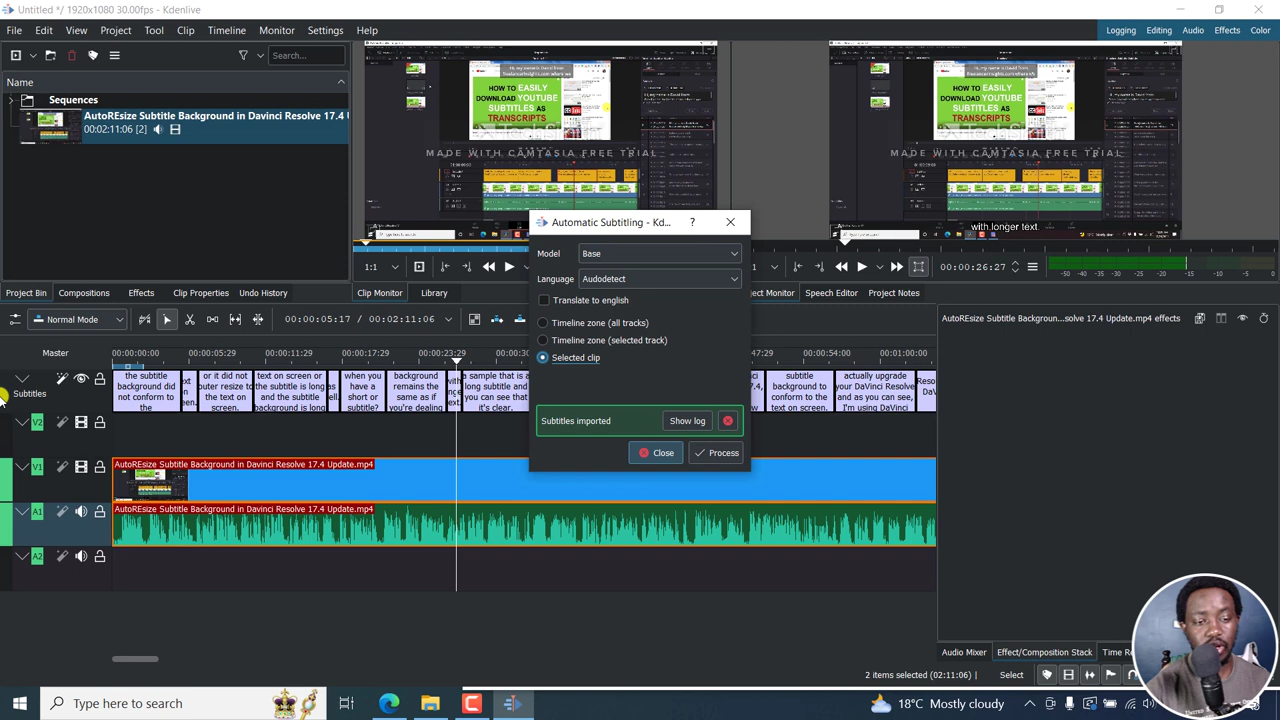 Untitled */ 1920x1080 30.00fps - Kdenlive
File Edit View Project Tool Clip Timeline Monitor Settings Help
Logging Editing Audio Effects Color
Search...
Name
Sequences
AutoREsize Subtitle Background in Davinci Resolve 17.4
00:02:11:06 [2]
HOW TO EASILY
DOWNLOAD YOUTUBE
SUBTITLES AS
TRANSCRIPTS
MADE WITH CAMTASIA FREE TRIAL
HOW TO EASILY
DOWNLOAD YOUTUBE
SUBTITLES AS
TRANSCRIPTS
MADE WITH CAMTASIA FREE TRIAL
with longer text.
Automatic Subtitling - Kd...
Model Base
Language Audodetect
Translate to english
Timeline zone (all tracks)
Timeline zone (selected track)
Selected clip
Subtitles imported Show log
Close Process
1:1
00:00:26:27
-50 -40 -30 -20 -15 -10 -5 0
Project Bin Effects Clip Properties Undo History
Clip Monitor Library
Speech Editor Project Notes
Normal Mode
00:00:05:17 / 00:02:11:06
AutoREsize Subtitle Backgroun...solve 17.4 Update.mp4 effects
Master
00:00:00:00 00:00:05:29 00:00:11:29 00:00:17:29 00:00:23:29 00:00:54:00 00:01:00:00
Subtitles
the subtitle background did not conform to the
or it did not outer resize to the subtitle is long
text on screen or and the subtitle is long
when you have a short or subtitle?
background remains the same as if you're dealing
a sample that is a long subtitle and you can see that it's clear.
subtitle background to conform to the text on screen.
actually upgrade your DaVinci Resolve and as you can see, I'm using DaVinci
V2
V1
AutoREsize Subtitle Background in Davinci Resolve 17.4 Update.mp4
A1
AutoREsize Subtitle Background in Davinci Resolve 17.4 Update.mp4
A2
Audio Mixer Effect/Composition Stack
2 items selected (02:11:06) | Select
Type here to search
18°C Mostly cloudy